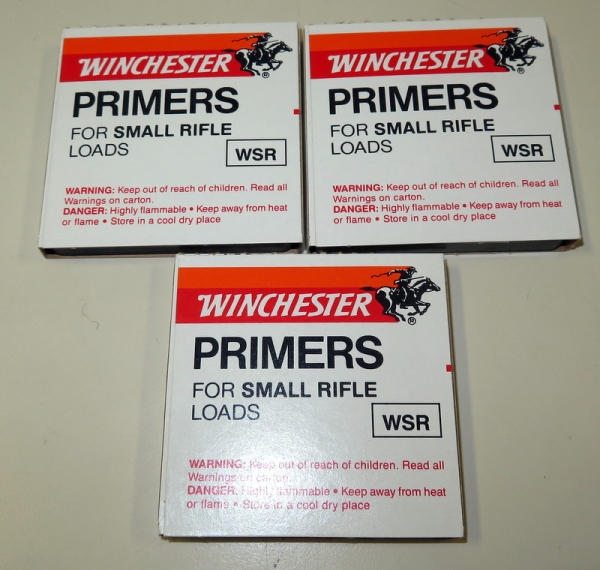 WINCHESTER
®
PRIMERS
FOR SMALL RIFLE
LOADS
WSR
WARNING: Keep out of reach of children. Read all
Warnings on carton.
DANGER: Highly flammable • Keep away from heat
or flame • Store in a cool dry place
WINCHESTER
®
PRIMERS
FOR SMALL RIFLE
LOADS
WSR
WARNING: Keep out of reach of children. Read all
Warnings on carton.
DANGER: Highly flammable • Keep away from heat
or flame • Store in a cool dry place
WINCHESTER
®
PRIMERS
FOR SMALL RIFLE
LOADS
WSR
WARNING: Keep out of reach of children. Read all
Warnings on carton.
DANGER: Highly flammable • Keep away from heat
or flame • Store in a cool dry place